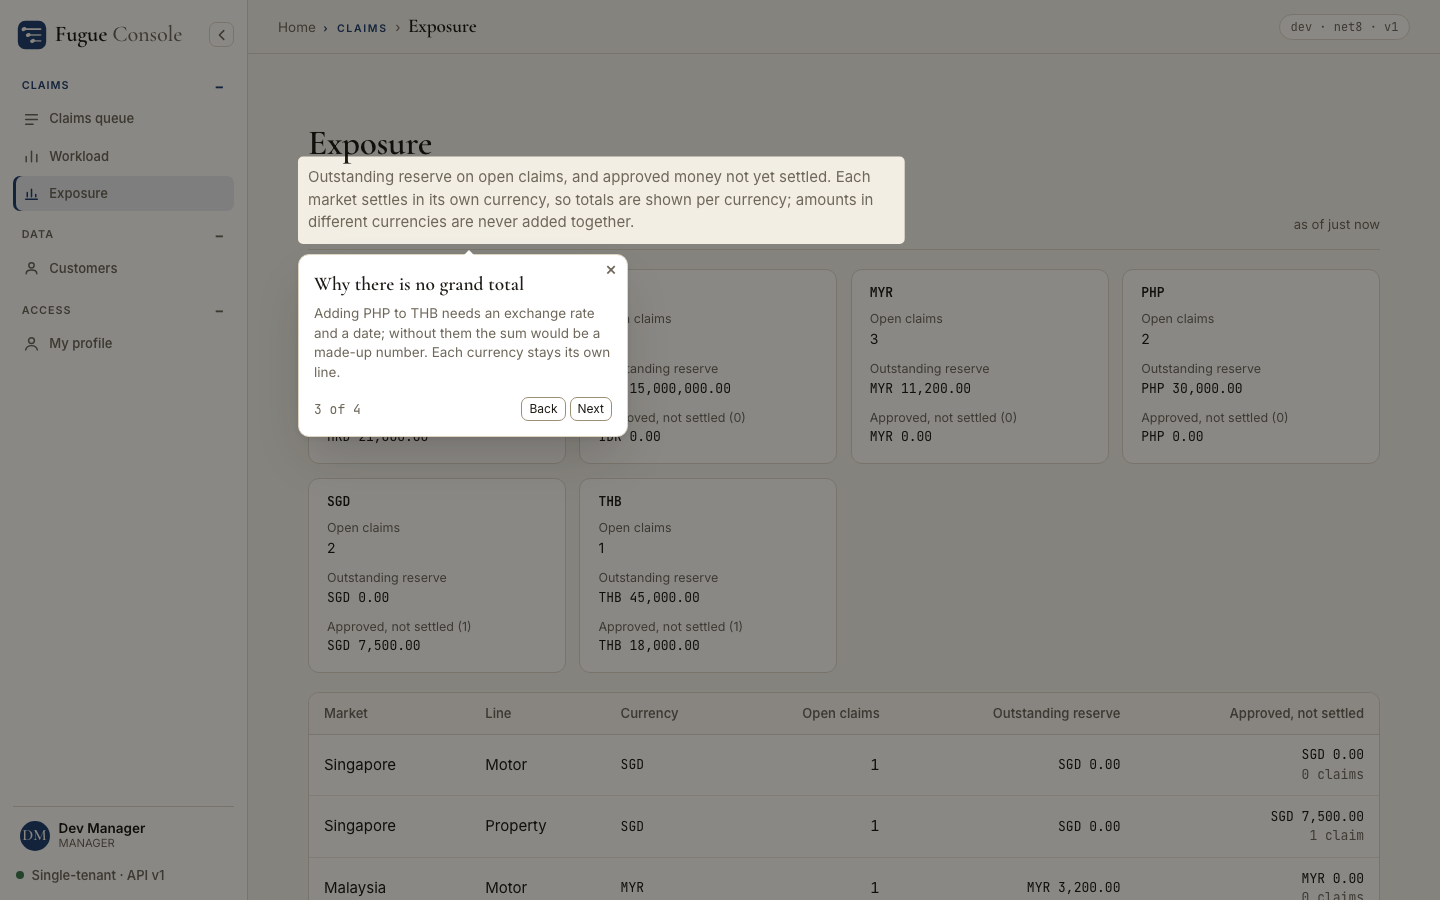 Fugue Console
CLAIMS
Claims queue
Workload
Exposure
DATA
Customers
ACCESS
My profile
DM
Dev Manager
MANAGER
Single-tenant · API v1
Home › CLAIMS › Exposure
dev · net8 · v1
Exposure
Outstanding reserve on open claims, and approved money not yet settled. Each
market settles in its own currency, so totals are shown per currency; amounts in
different currencies are never added together.
as of just now
Why there is no grand total
Adding PHP to THB needs an exchange rate
and a date; without them the sum would be a
made-up number. Each currency stays its own
line.
3 of 4
Back
Next
claims
15,000,000.00
IDR 0.00
MYR
Open claims
3
Outstanding reserve
MYR 11,200.00
Approved, not settled (0)
MYR 0.00
PHP
Open claims
2
Outstanding reserve
PHP 30,000.00
Approved, not settled (0)
PHP 0.00
SGD
Open claims
2
Outstanding reserve
SGD 0.00
Approved, not settled (1)
SGD 7,500.00
THB
Open claims
1
Outstanding reserve
THB 45,000.00
Approved, not settled (1)
THB 18,000.00
Market Line Currency Open claims Outstanding reserve Approved, not settled
Singapore Motor SGD 1 SGD 0.00 SGD 0.00
0 claims
Singapore Property SGD 1 SGD 0.00 SGD 7,500.00
1 claim
Malaysia Motor MYR 1 MYR 3,200.00 MYR 0.00
0 claims